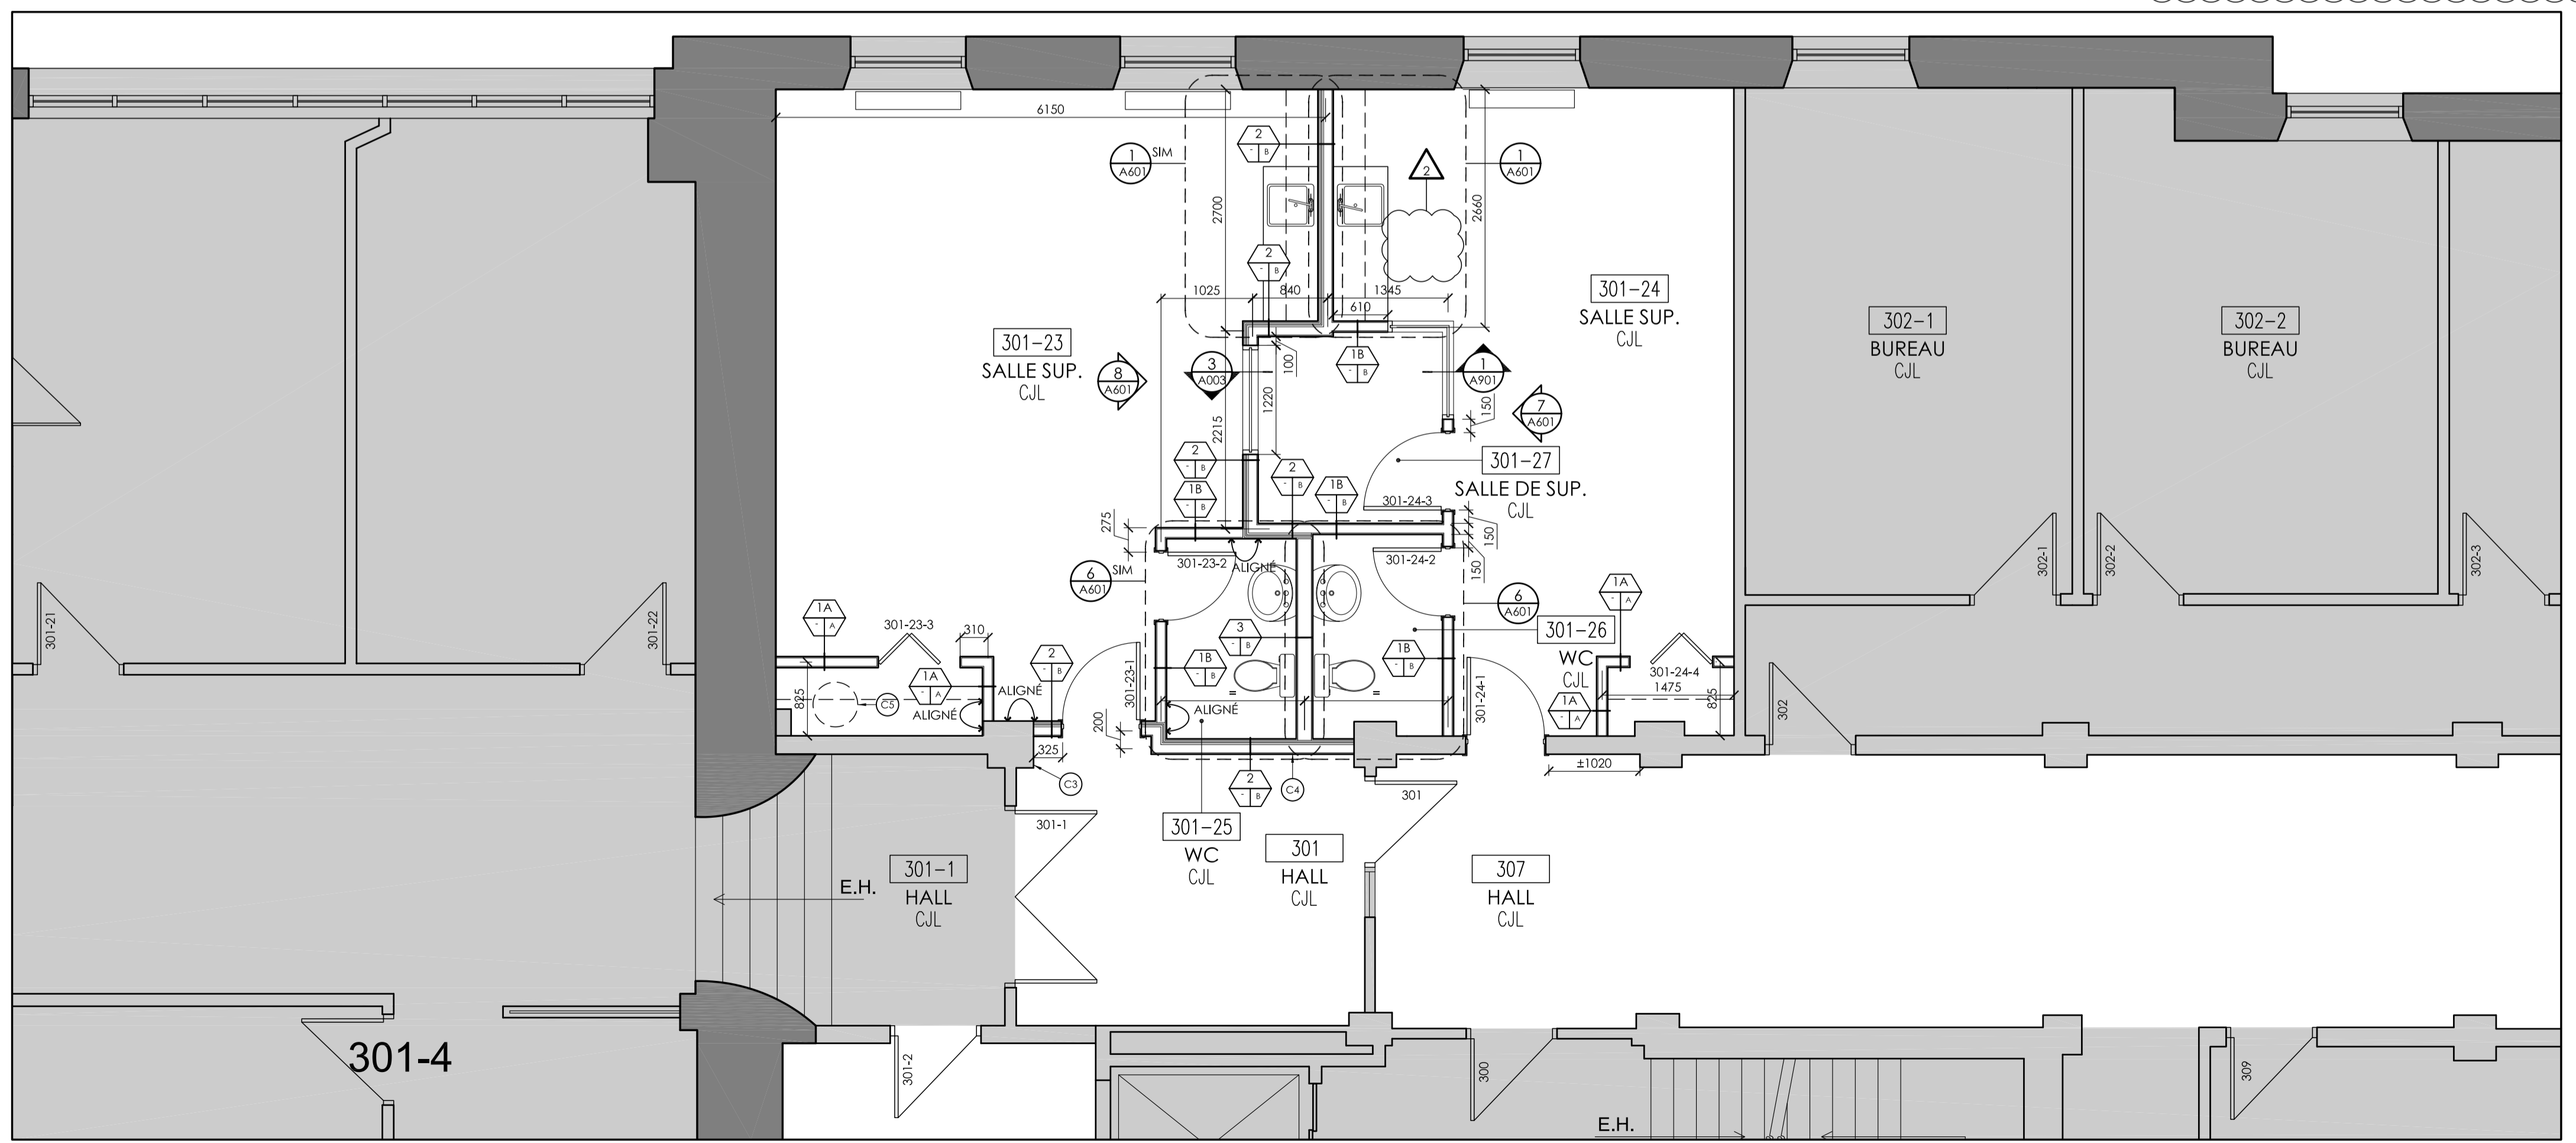 6150
2
- B
1
A601
SIM
2
1
A601
2700
2660
2
- B
1025
840
1345
610
301-24
SALLE SUP.
CJL
301-23
SALLE SUP.
CJL
302-1
BUREAU
CJL
302-2
BUREAU
CJL
8
A601
3
A003
100
1B
- B
1
A901
1220
150
7
A601
2215
2
- B
1B
- B
2
- B
1B
- B
301-27
SALLE DE SUP.
CJL
301-24-3
275
150
150
301-23-2
ALIGNÉ
301-24-2
6
A601
SIM
6
A601
302-1
302-2
302-3
301-21
301-22
1A
- A
301-23-3
310
3
- B
301-26
WC
CJL
1A
- A
2
- B
1B
- B
1B
- B
301-24-4
1475
825
1A
- A
ALIGNÉ
301-23-1
=
=
301-24-1
825
C5
ALIGNÉ
ALIGNÉ
1A
- A
302
200
325
C3
2
- B
C4
±1020
301
301-1
301-25
WC
CJL
301
HALL
CJL
301-1
HALL
CJL
307
HALL
CJL
E.H.
301-4
301-2
300
309
E.H.